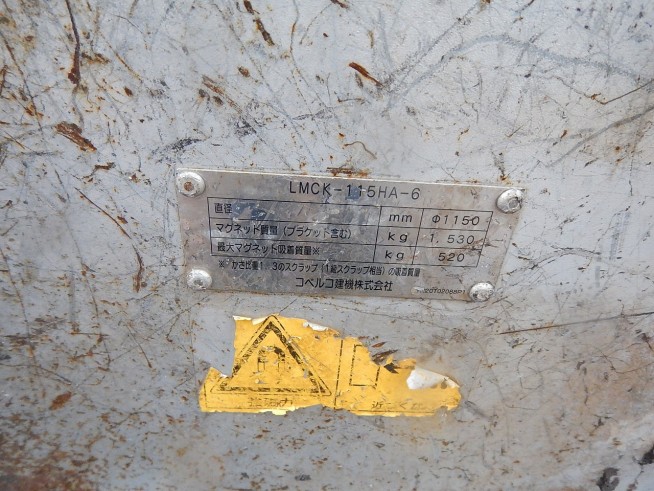 LMCK-115HA-6
直径 mm Φ1150
マグネット質量 (ブラケット含む) kg 1.530
最大マグネット吸着質量※ kg 520
※ かさ比重1.3のスクラップ(1級スクラップ相当)の吸着質量
コベルコ建機株式会社